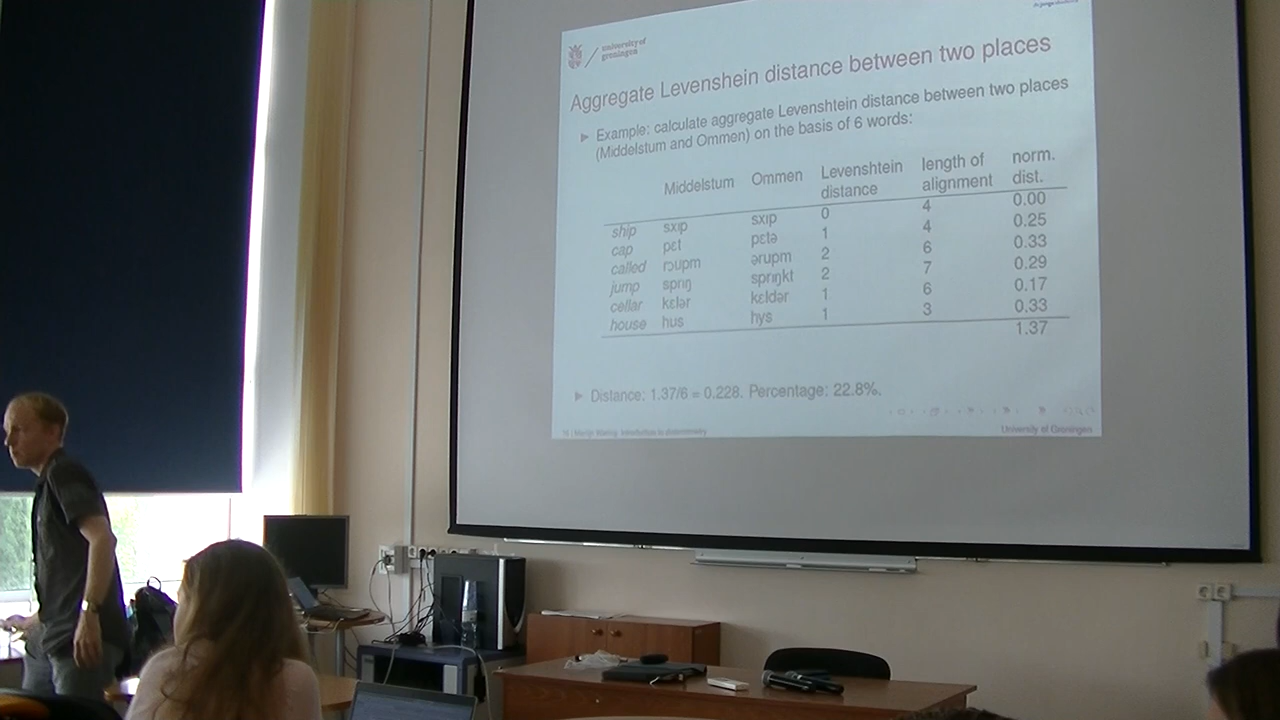 university of
groningen
Aggregate Levenshein distance between two places
Example: calculate aggregate Levenshtein distance between two places
(Middelstum and Ommen) on the basis of 6 words:
Middelstum Ommen Levenshtein distance length of alignment norm. dist.
ship sxɪp sxɪp 0 4 0.00
cap pɛt pɛtə 1 4 0.25
called rɔupm ərupm 2 6 0.33
jump sprɪŋ sprɪŋkt 2 7 0.29
cellar kɛlər kɛldər 1 6 0.17
house hus hys 1 3 0.33
1.37
Distance: 1.37/6 = 0.228. Percentage: 22.8%.
University of Groningen